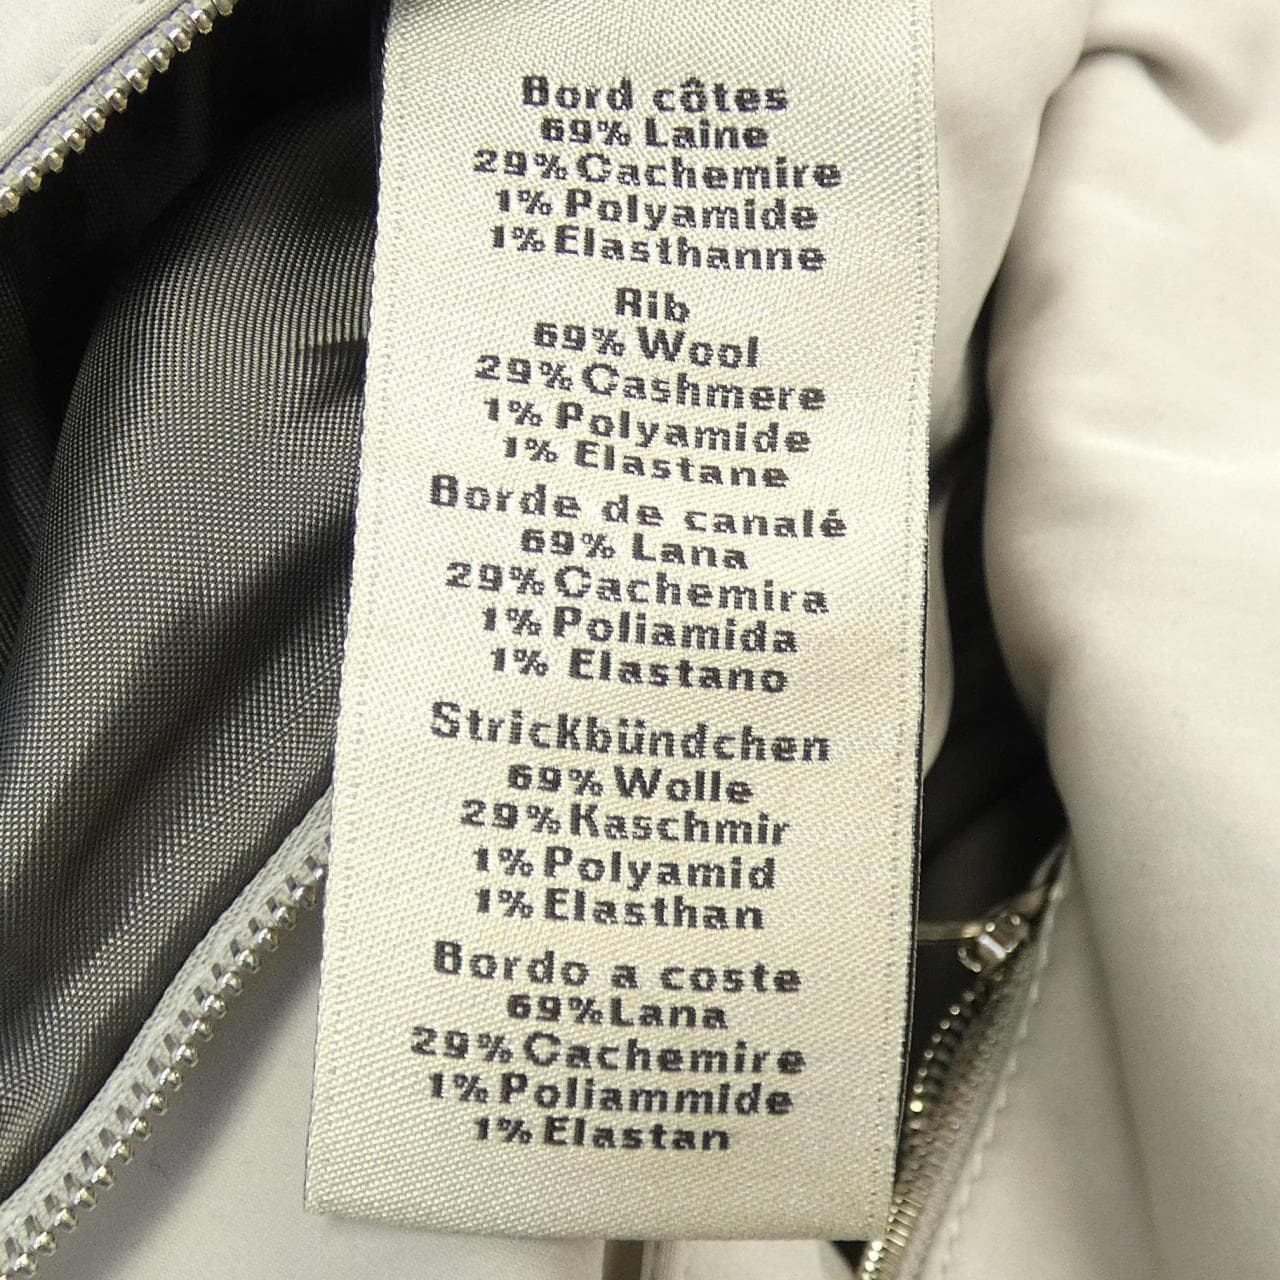 Bord côtes
69% Laine
29% Cachemire
1% Polyamide
1% Elasthanne
Rib
69% Wool
29% Cashmere
1% Polyamide
1% Elastane
Borde de canalé
69% Lana
29% Cachemira
1% Poliamida
1% Elastano
Strickbündchen
69% Wolle
29% Kaschmir
1% Polyamid
1% Elasthan
Bordo a coste
69% Lana
29% Cachemire
1% Poliammide
1% Elastan